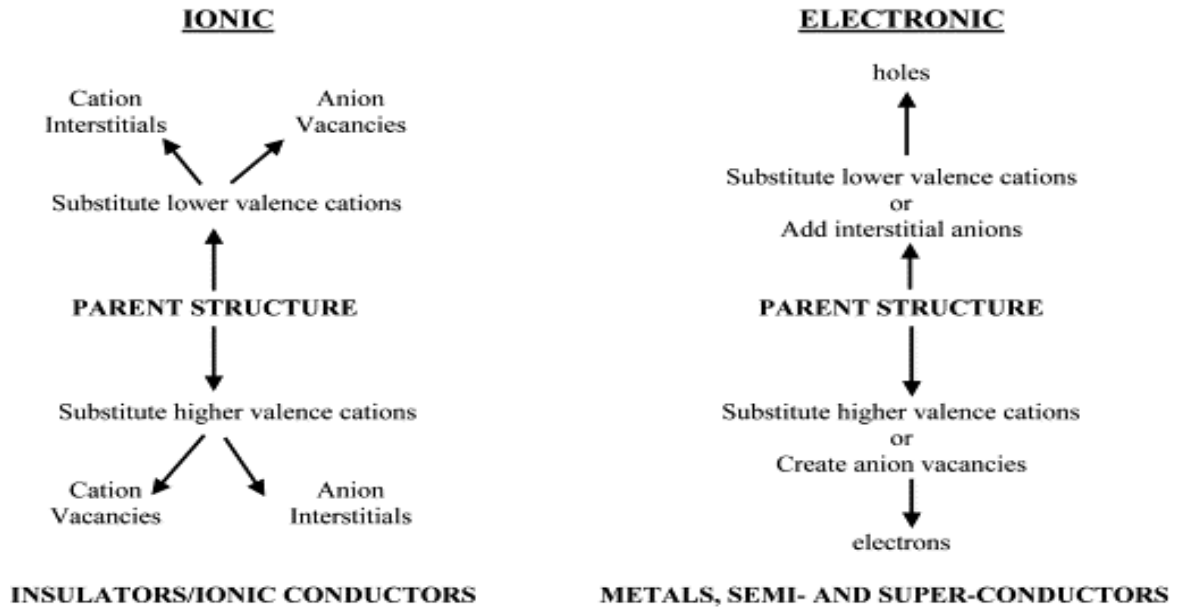 IONIC
Cation
Interstitials
Anion
Vacancies
Substitute lower valence cations
PARENT STRUCTURE
Substitute higher valence cations
Cation
Vacancies
Anion
Interstitials
INSULATORS/IONIC CONDUCTORS
ELECTRONIC
holes
Substitute lower valence cations
or
Add interstitial anions
PARENT STRUCTURE
Substitute higher valence cations
or
Create anion vacancies
electrons
METALS, SEMI- AND SUPER-CONDUCTORS